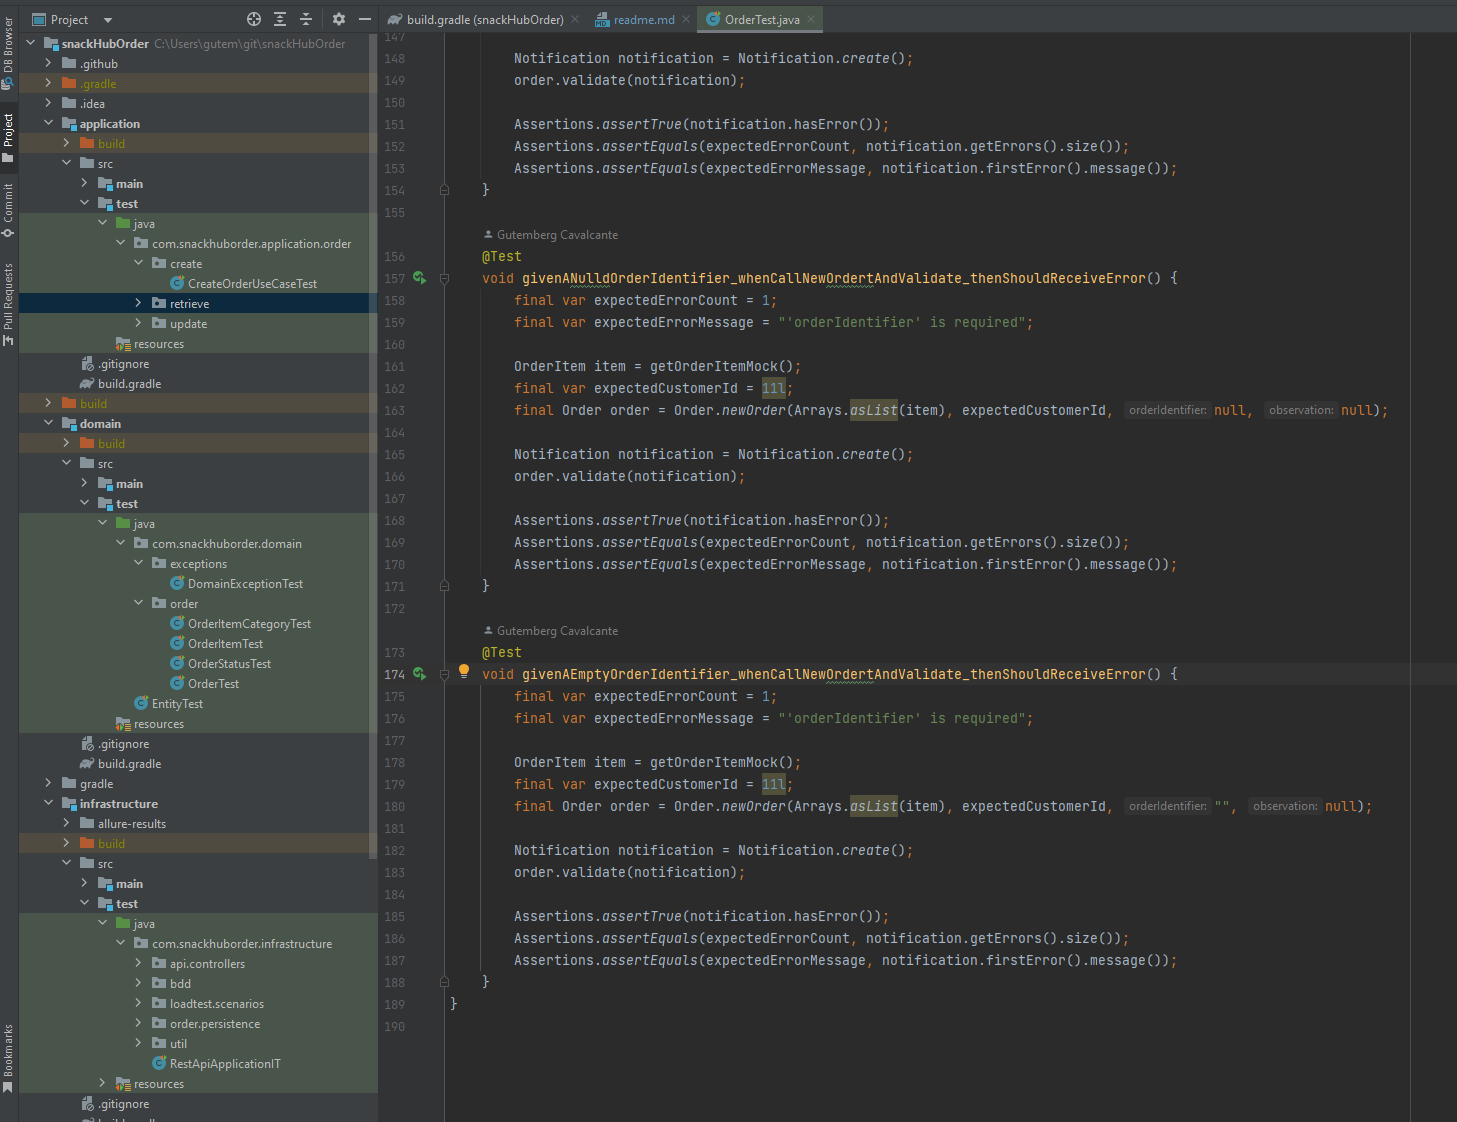 Project
build.gradle (snackHubOrder)
readme.md
OrderTest.java
DB Browser
Project
Commit
Pull Requests
Bookmarks
snackHubOrder C:\Users\gutem\git\snackHubOrder
.github
.gradle
.idea
application
build
src
main
test
java
com.snackhuborder.application.order
create
CreateOrderUseCaseTest
retrieve
update
resources
.gitignore
build.gradle
build
domain
build
src
main
test
java
com.snackhuborder.domain
exceptions
DomainExceptionTest
order
OrderItemCategoryTest
OrderItemTest
OrderStatusTest
OrderTest
EntityTest
resources
.gitignore
build.gradle
gradle
infrastructure
allure-results
build
src
main
test
java
com.snackhuborder.infrastructure
api.controllers
bdd
loadtest.scenarios
order.persistence
util
RestApiApplicationIT
resources
.gitignore
build.gradle
147
148 Notification notification = Notification.create();
149 order.validate(notification);
150
151 Assertions.assertTrue(notification.hasError());
152 Assertions.assertEquals(expectedErrorCount, notification.getErrors().size());
153 Assertions.assertEquals(expectedErrorMessage, notification.firstError().message());
154 }
155
Gutemberg Cavalcante
156 @Test
157 void givenANulldOrderIdentifier_whenCallNewOrdertAndValidate_thenShouldReceiveError() {
158 final var expectedErrorCount = 1;
159 final var expectedErrorMessage = "'orderIdentifier' is required";
160
161 OrderItem item = getOrderItemMock();
162 final var expectedCustomerId = 11l;
163 final Order order = Order.newOrder(Arrays.asList(item), expectedCustomerId, orderIdentifier: null, observation: null);
164
165 Notification notification = Notification.create();
166 order.validate(notification);
167
168 Assertions.assertTrue(notification.hasError());
169 Assertions.assertEquals(expectedErrorCount, notification.getErrors().size());
170 Assertions.assertEquals(expectedErrorMessage, notification.firstError().message());
171 }
172
Gutemberg Cavalcante
173 @Test
174 void givenAEmptyOrderIdentifier_whenCallNewOrdertAndValidate_thenShouldReceiveError() {
175 final var expectedErrorCount = 1;
176 final var expectedErrorMessage = "'orderIdentifier' is required";
177
178 OrderItem item = getOrderItemMock();
179 final var expectedCustomerId = 11l;
180 final Order order = Order.newOrder(Arrays.asList(item), expectedCustomerId, orderIdentifier: "", observation: null);
181
182 Notification notification = Notification.create();
183 order.validate(notification);
184
185 Assertions.assertTrue(notification.hasError());
186 Assertions.assertEquals(expectedErrorCount, notification.getErrors().size());
187 Assertions.assertEquals(expectedErrorMessage, notification.firstError().message());
188 }
189 }
190